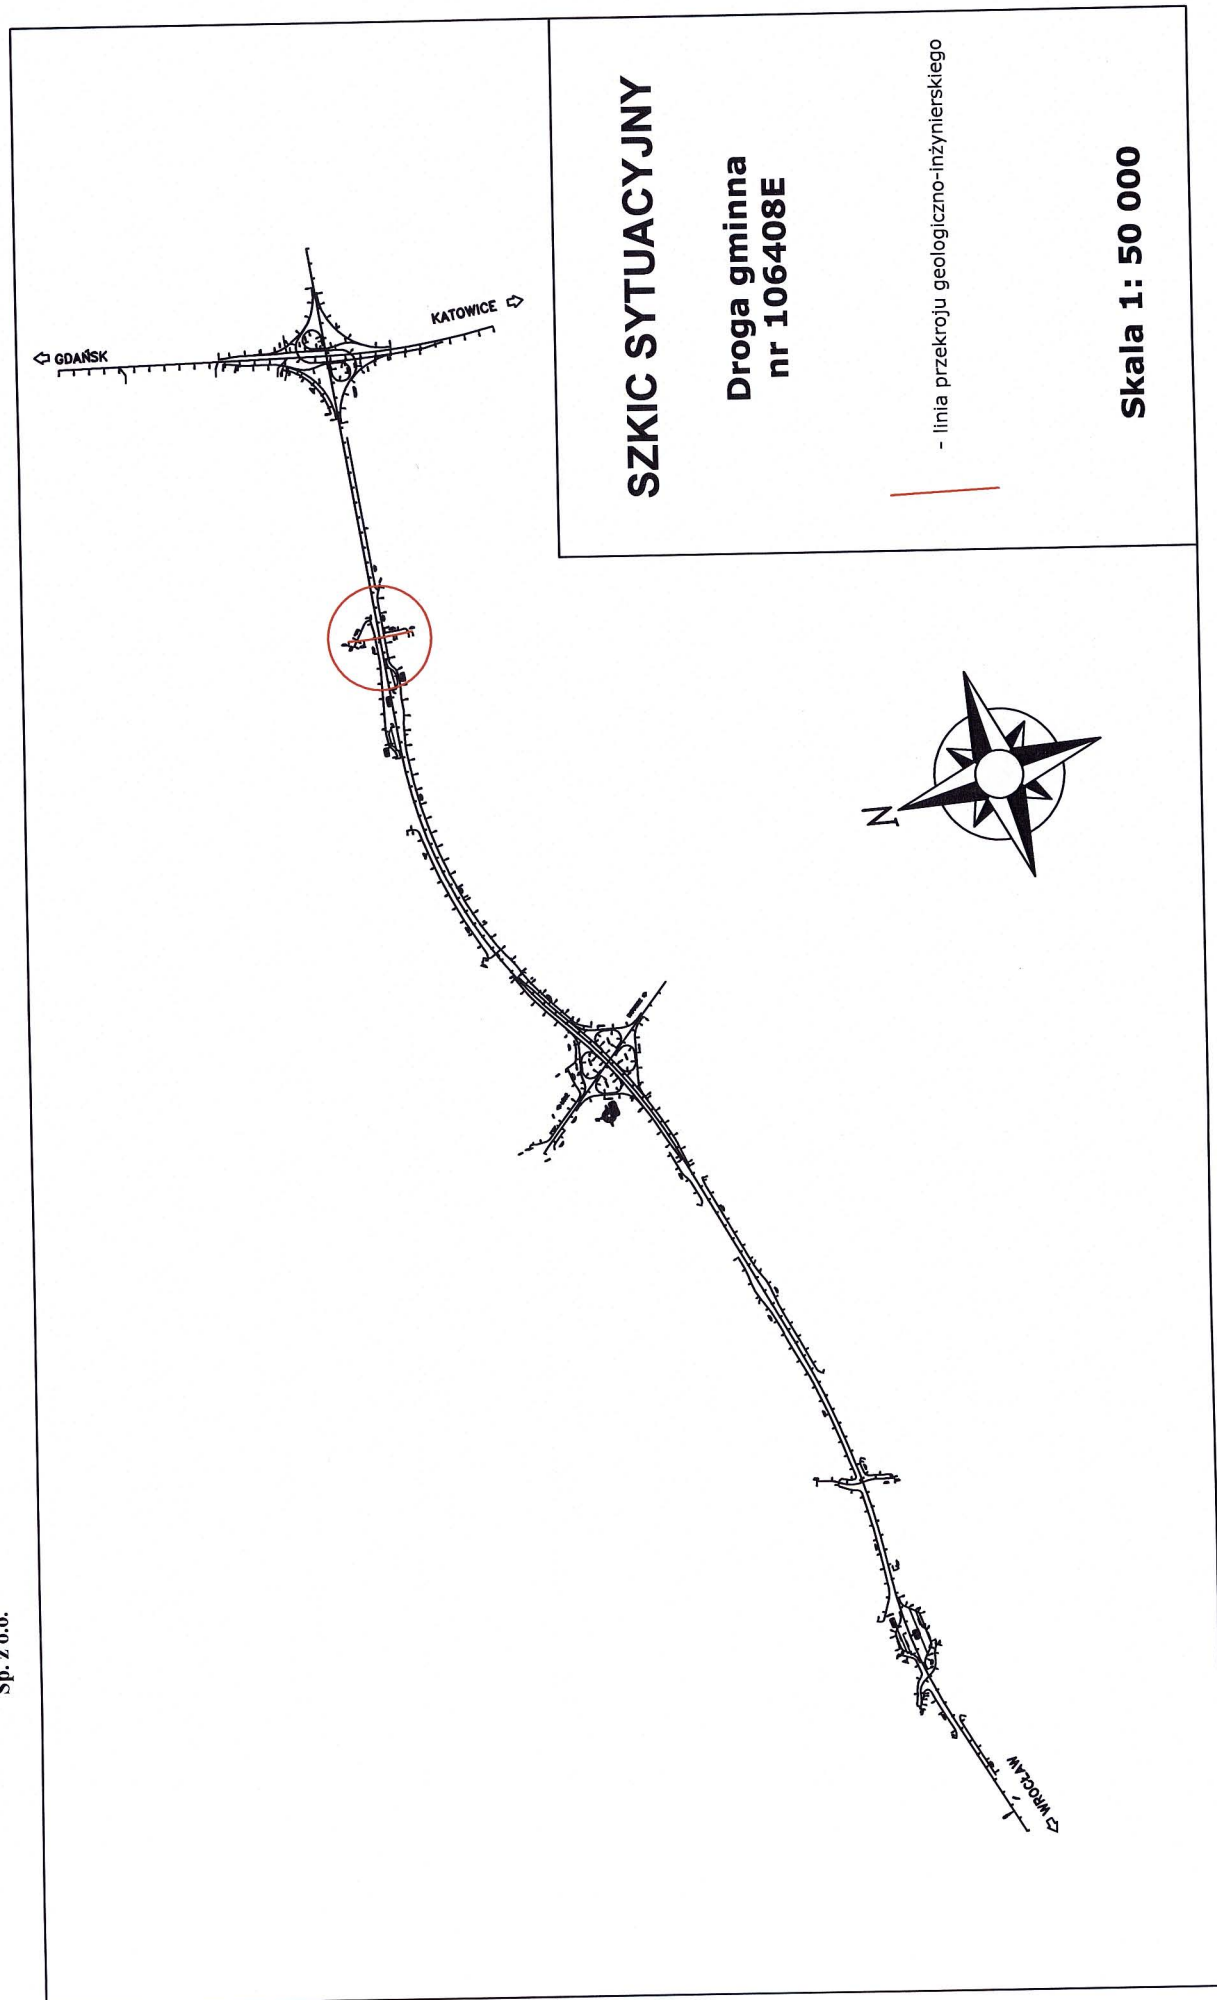 Sp. z o.o.
GDAŃSK
KATOWICE
WROCŁAW
N
SZKIC SYTUACYJNY
Droga gminna
nr 106408E
- linia przekroju geologiczno-inżynierskiego
Skala 1: 50 000